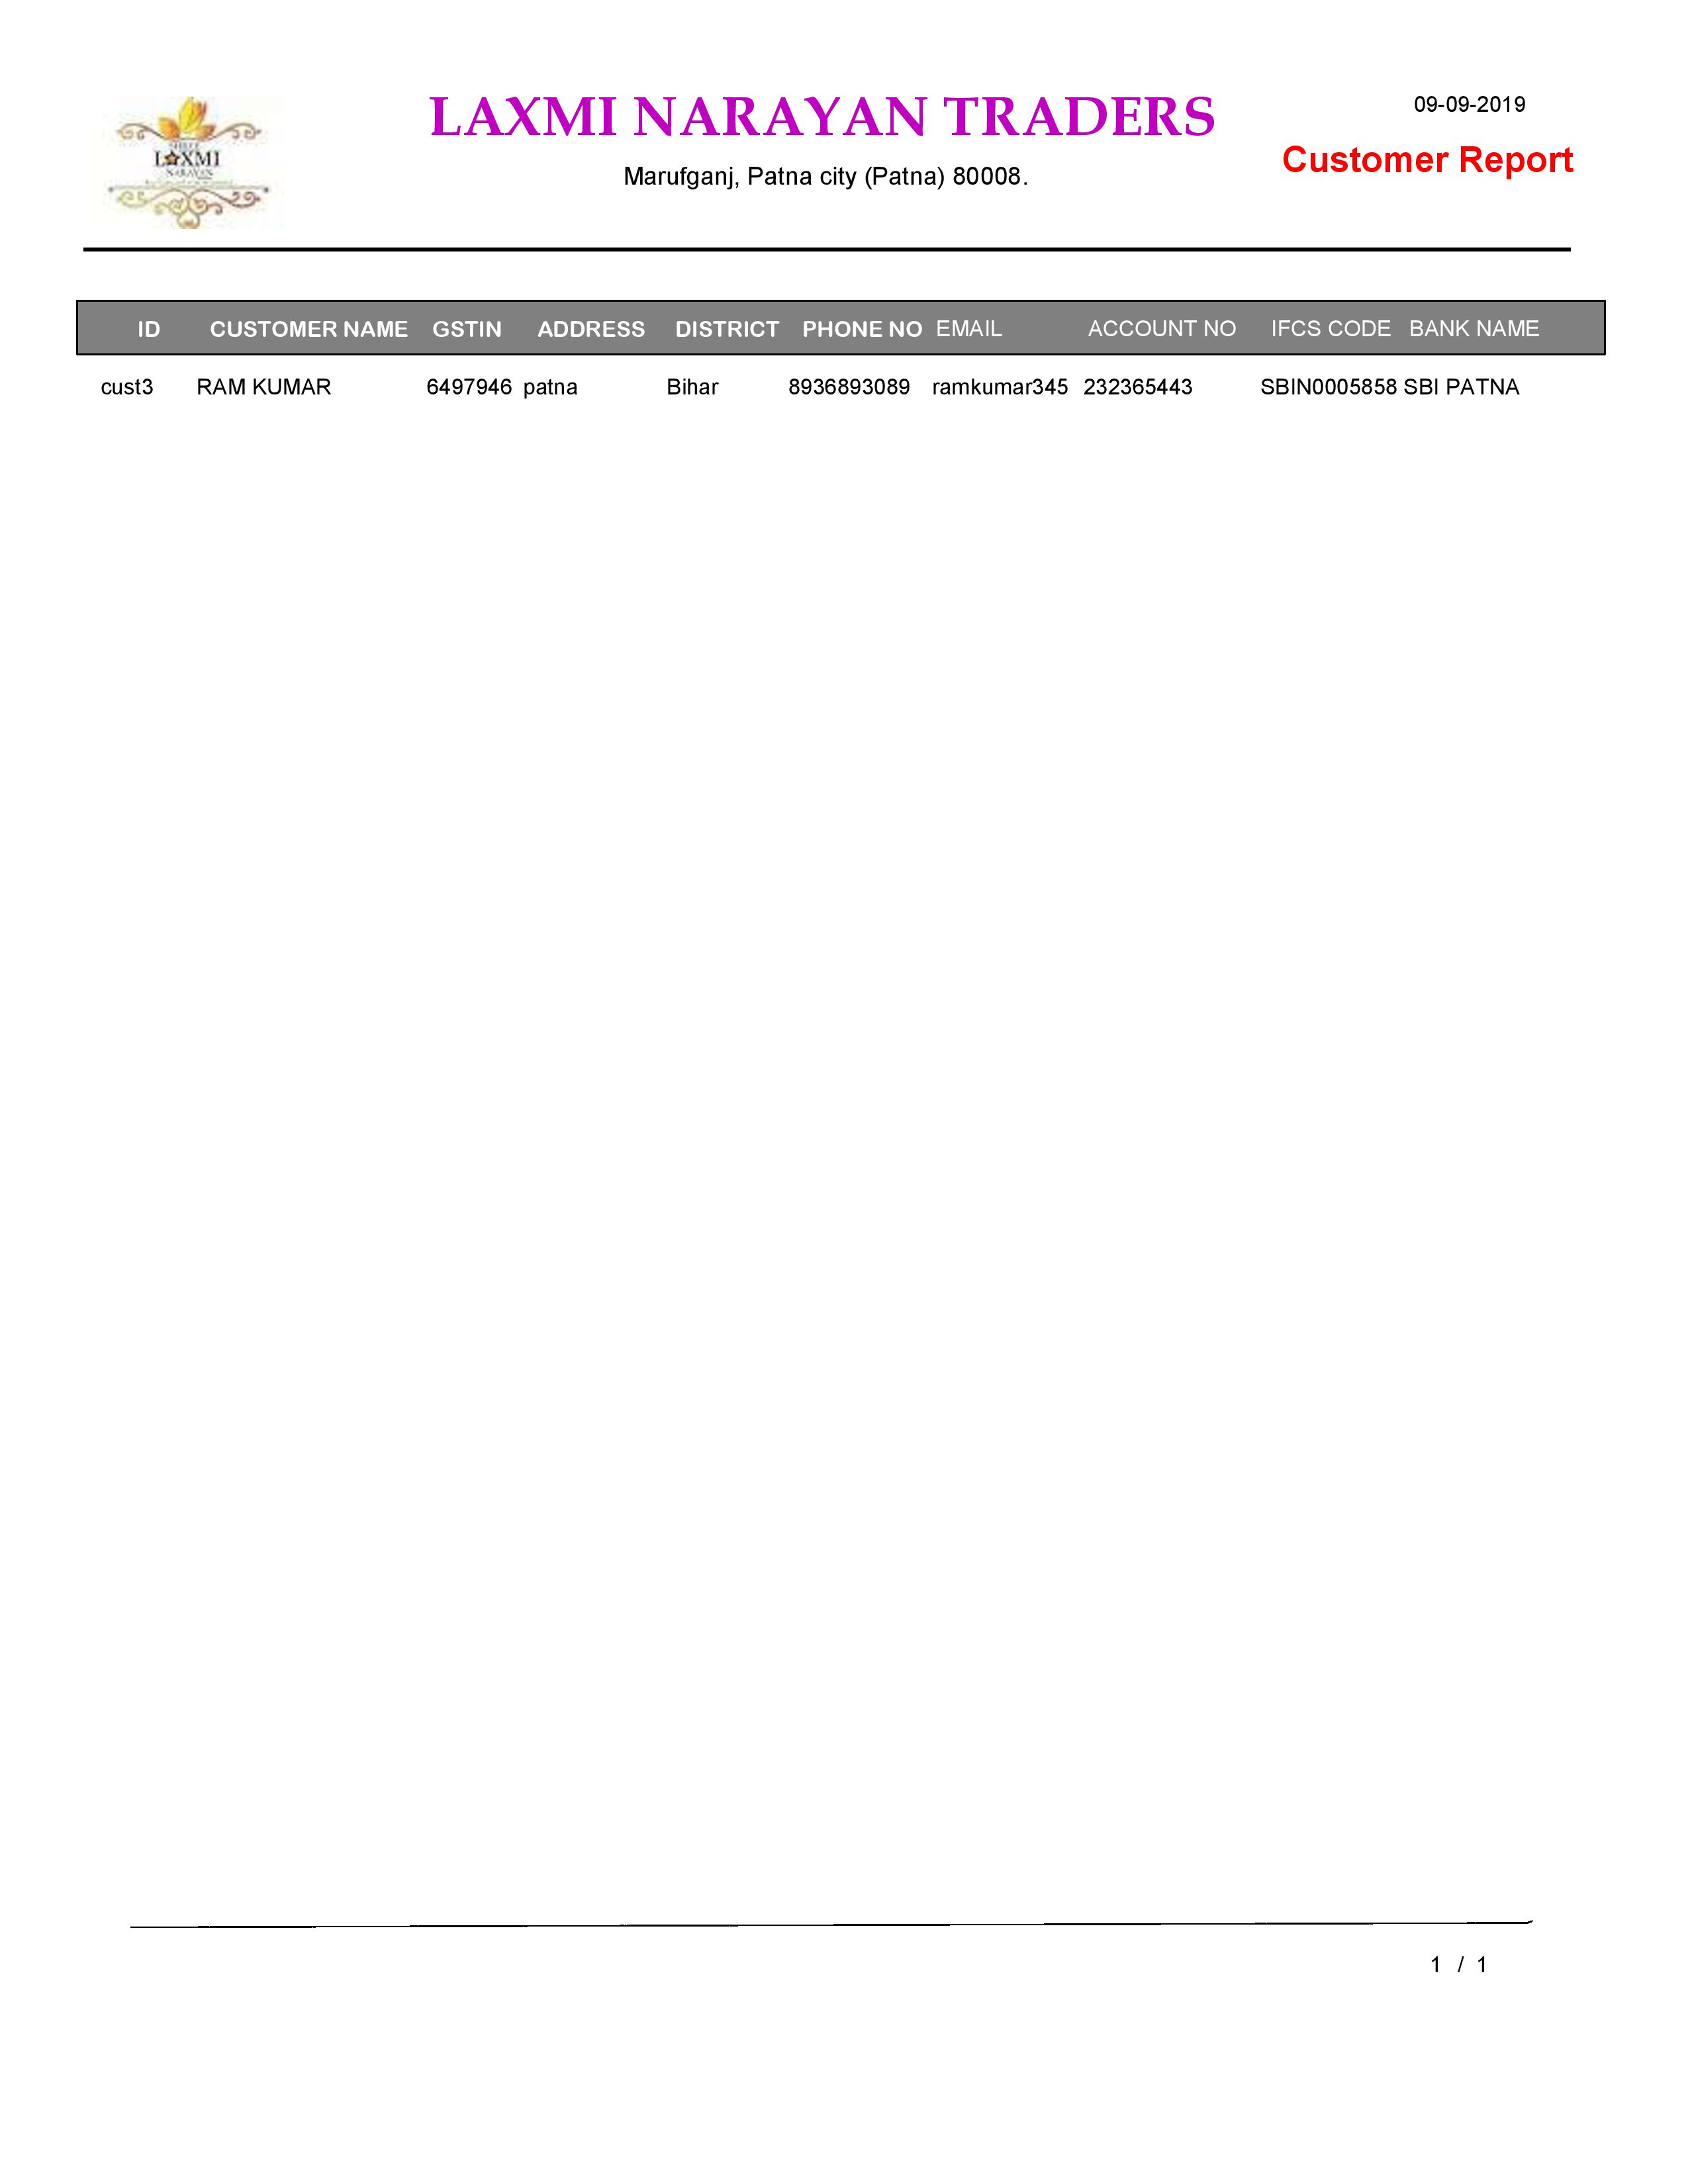 SHREE
LAXMI
NARAYAN
LAXMI NARAYAN TRADERS
Marufganj, Patna city (Patna) 80008.
09-09-2019
Customer Report
ID CUSTOMER NAME GSTIN ADDRESS DISTRICT PHONE NO EMAIL ACCOUNT NO IFCS CODE BANK NAME
cust3 RAM KUMAR 6497946 patna Bihar 8936893089 ramkumar345 232365443 SBIN0005858 SBI PATNA
1 / 1